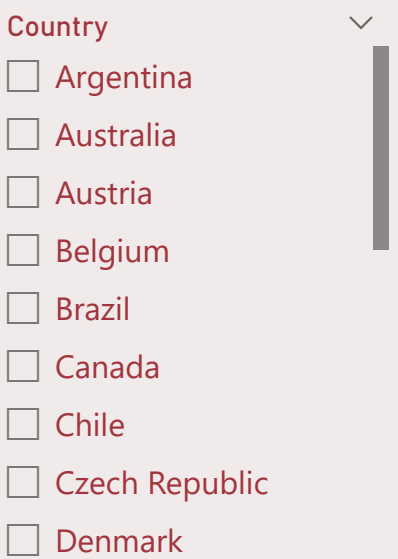 Country
Argentina
Australia
Austria
Belgium
Brazil
Canada
Chile
Czech Republic
Denmark